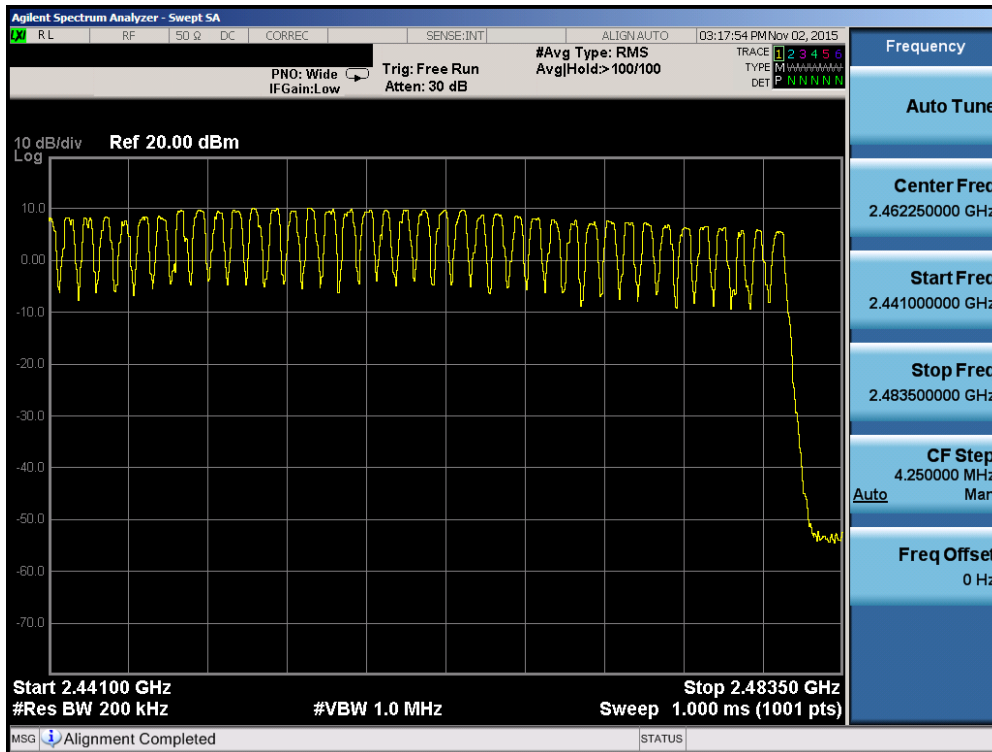 Agilent Spectrum Analyzer - Swept SA
LXI RL RF 50 Ω DC CORREC SENSE:INT ALIGN AUTO 03:17:54 PM Nov 02, 2015
PNO: Wide
IFGain:Low
Trig: Free Run
Atten: 30 dB
#Avg Type: RMS
Avg|Hold:>100/100
TRACE 1 2 3 4 5 6
TYPE M W W W W W
DET P N N N N N
10 dB/div Ref 20.00 dBm
Log
10.0
0.00
-10.0
-20.0
-30.0
-40.0
-50.0
-60.0
-70.0
Start 2.44100 GHz Stop 2.48350 GHz
#Res BW 200 kHz #VBW 1.0 MHz Sweep 1.000 ms (1001 pts)
MSG Alignment Completed STATUS
Frequency
Auto Tune
Center Freq
2.462250000 GHz
Start Freq
2.441000000 GHz
Stop Freq
2.483500000 GHz
CF Step
4.250000 MHz
Auto Man
Freq Offset
0 Hz